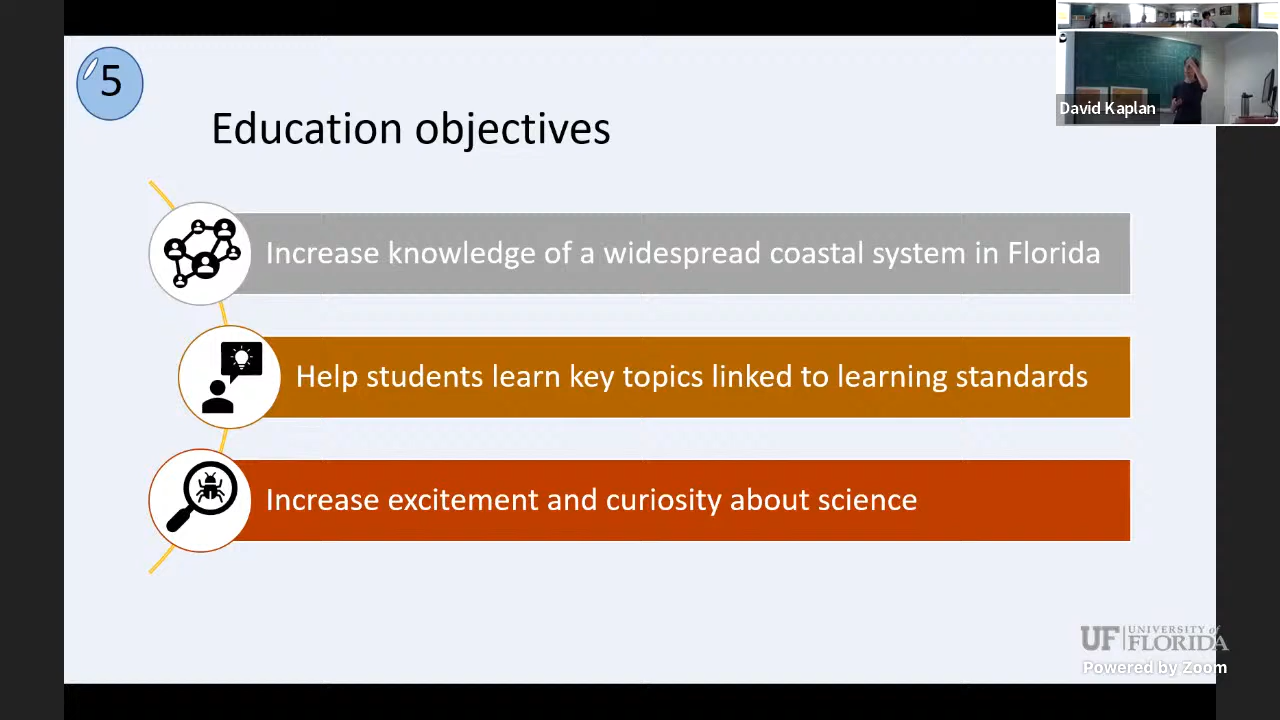 5
Education objectives
David Kaplan
Increase knowledge of a widespread coastal system in Florida
Help students learn key topics linked to learning standards
Increase excitement and curiosity about science
UF UNIVERSITY of
FLORIDA
Powered by Zoom